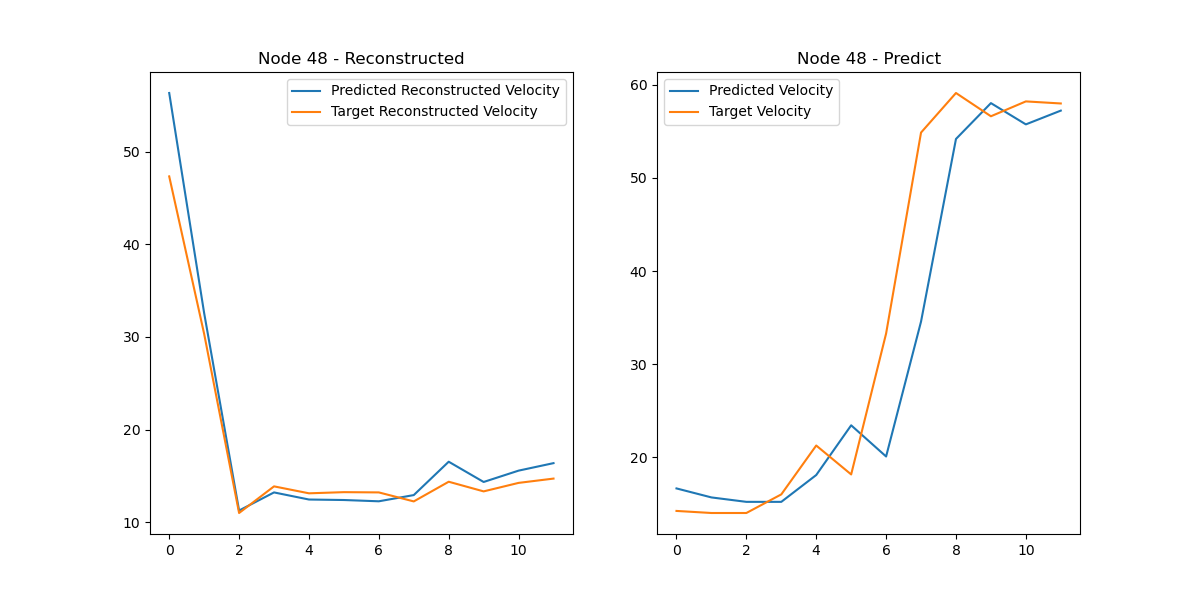 Node 48 - Reconstructed
Predicted Reconstructed Velocity
Target Reconstructed Velocity
50
40
30
20
10
0 2 4 6 8 10
Node 48 - Predict
Predicted Velocity
Target Velocity
60
50
40
30
20
0 2 4 6 8 10